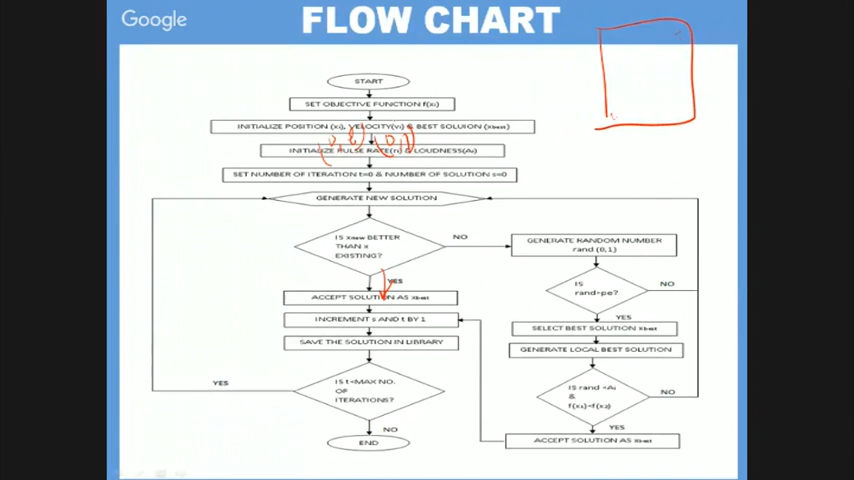 Google
FLOW CHART
START
SET OBJECTIVE FUNCTION f(xi)
INITIALIZE POSITION (xi), VELOCITY(vi) & BEST SOLUION (xbest)
INITIALIZE PULSE RATE(ri) & LOUDNESS(Ai)
SET NUMBER OF ITERATION t=0 & NUMBER OF SOLUTION s=0
GENERATE NEW SOLUTION
IS xnew BETTER
THAN x
EXISTING?
NO
YES
ACCEPT SOLUTION AS xbest
INCREMENT s AND t BY 1
SAVE THE SOLUTION IN LIBRARY
IS t<MAX NO.
OF
ITERATIONS?
YES
NO
END
GENERATE RANDOM NUMBER
rand (0,1)
IS
rand>pe?
NO
YES
SELECT BEST SOLUTION xbest
GENERATE LOCAL BEST SOLUTION
IS rand <Ai
&
f(x1)<f(x2)
NO
YES
ACCEPT SOLUTION AS xbest